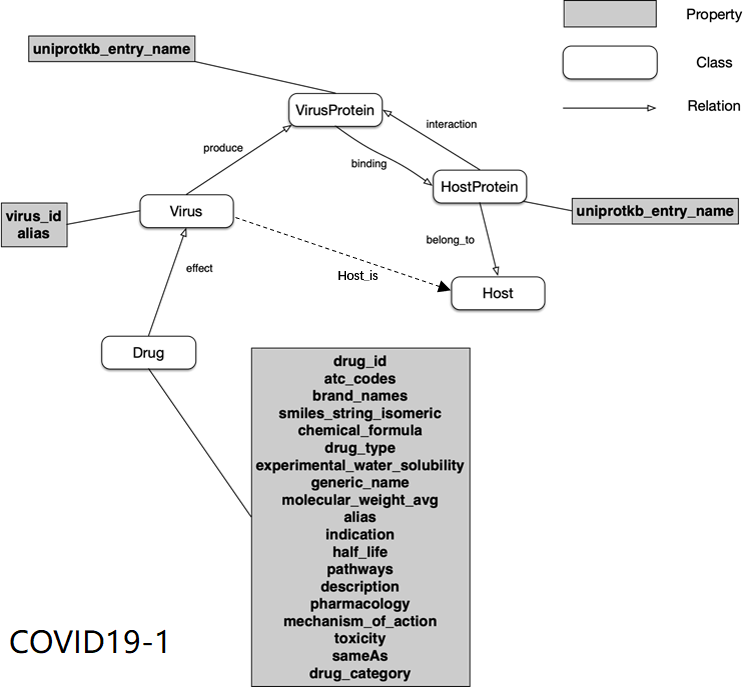 uniprotkb_entry_name
Property
Class
Relation
VirusProtein
interaction
produce
binding
HostProtein
virus_id
alias
Virus
uniprotkb_entry_name
belong_to
effect
Host_is
Host
Drug
drug_id
atc_codes
brand_names
smiles_string_isomeric
chemical_formula
drug_type
experimental_water_solubility
generic_name
molecular_weight_avg
alias
indication
half_life
pathways
description
pharmacology
mechanism_of_action
toxicity
sameAs
drug_category
COVID19-1